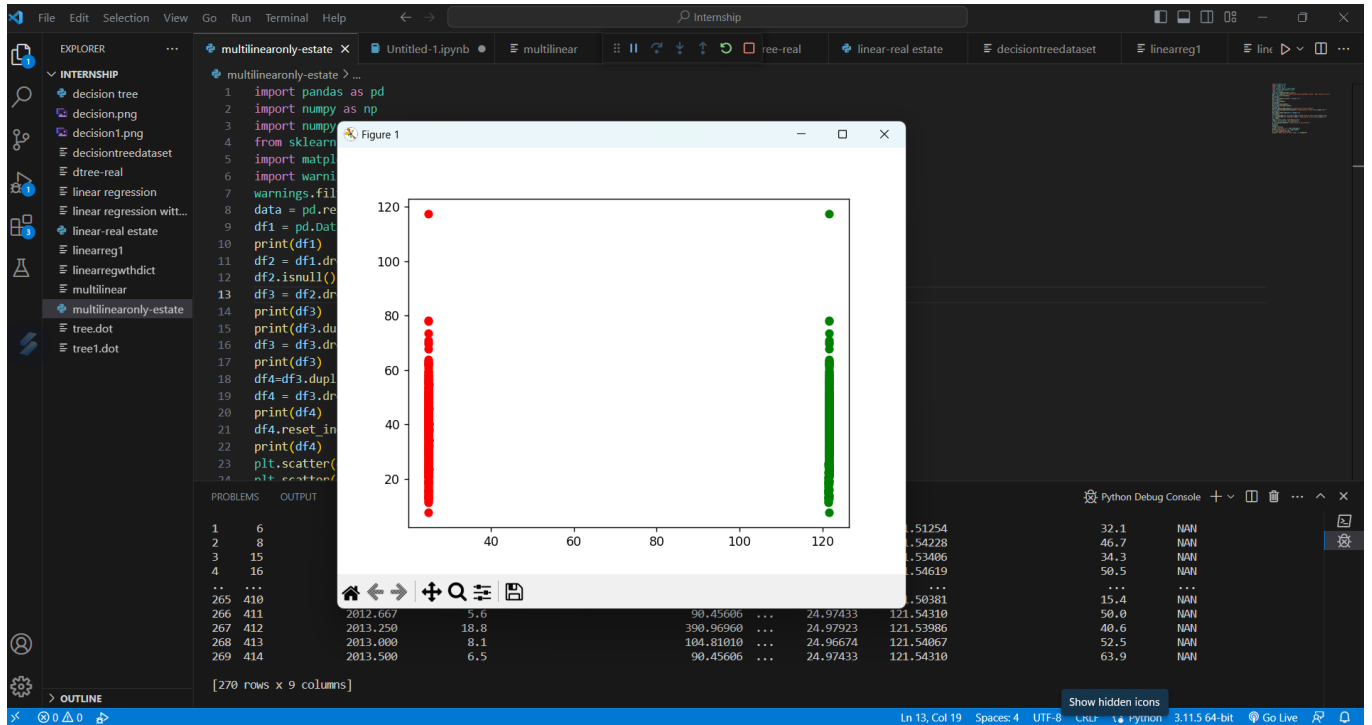 File Edit Selection View Go Run Terminal Help Internship
EXPLORER
INTERNSHIP
decision tree
decision.png
decision1.png
decisiontreedataset
dtree-real
linear regression
linear regression witt...
linear-real estate
linearreg1
linearregwthdict
multilinear
multilinearonly-estate
tree.dot
tree1.dot
OUTLINE
multilinearonly-estate Untitled-1.ipynb multilinear ree-real linear-real estate decisiontreedataset linearreg1 line
multilinearonly-estate > ...
1 import pandas as pd
2 import numpy as np
3 import numpy
4 from sklearn
5 import matpl
6 import warni
7 warnings.fil
8 data = pd.re
9 df1 = pd.Dat
10 print(df1)
11 df2 = df1.dr
12 df2.isnull()
13 df3 = df2.dr
14 print(df3)
15 print(df3.du
16 df3 = df3.dr
17 print(df3)
18 df4=df3.dupl
19 df4 = df3.dr
20 print(df4)
21 df4.reset_in
22 print(df4)
23 plt.scatter(
24 plt.scatter(
Figure 1
120
100
80
60
40
20
40 60 80 100 120
PROBLEMS OUTPUT Python Debug Console
1 6 .51254 32.1 NAN
2 8 .54228 46.7 NAN
3 15 .53406 34.3 NAN
4 16 .54619 50.5 NAN
.. ... ... ... ...
265 410 .50381 15.4 NAN
266 411 2012.667 5.6 90.45606 ... 24.97433 121.54310 50.0 NAN
267 412 2013.250 18.8 390.96960 ... 24.97923 121.53986 40.6 NAN
268 413 2013.000 8.1 104.81010 ... 24.96674 121.54067 52.5 NAN
269 414 2013.500 6.5 90.45606 ... 24.97433 121.54310 63.9 NAN
[270 rows x 9 columns]
Show hidden icons
0 0 Ln 13, Col 19 Spaces: 4 UTF-8 CRLF Python 3.11.5 64-bit Go Live